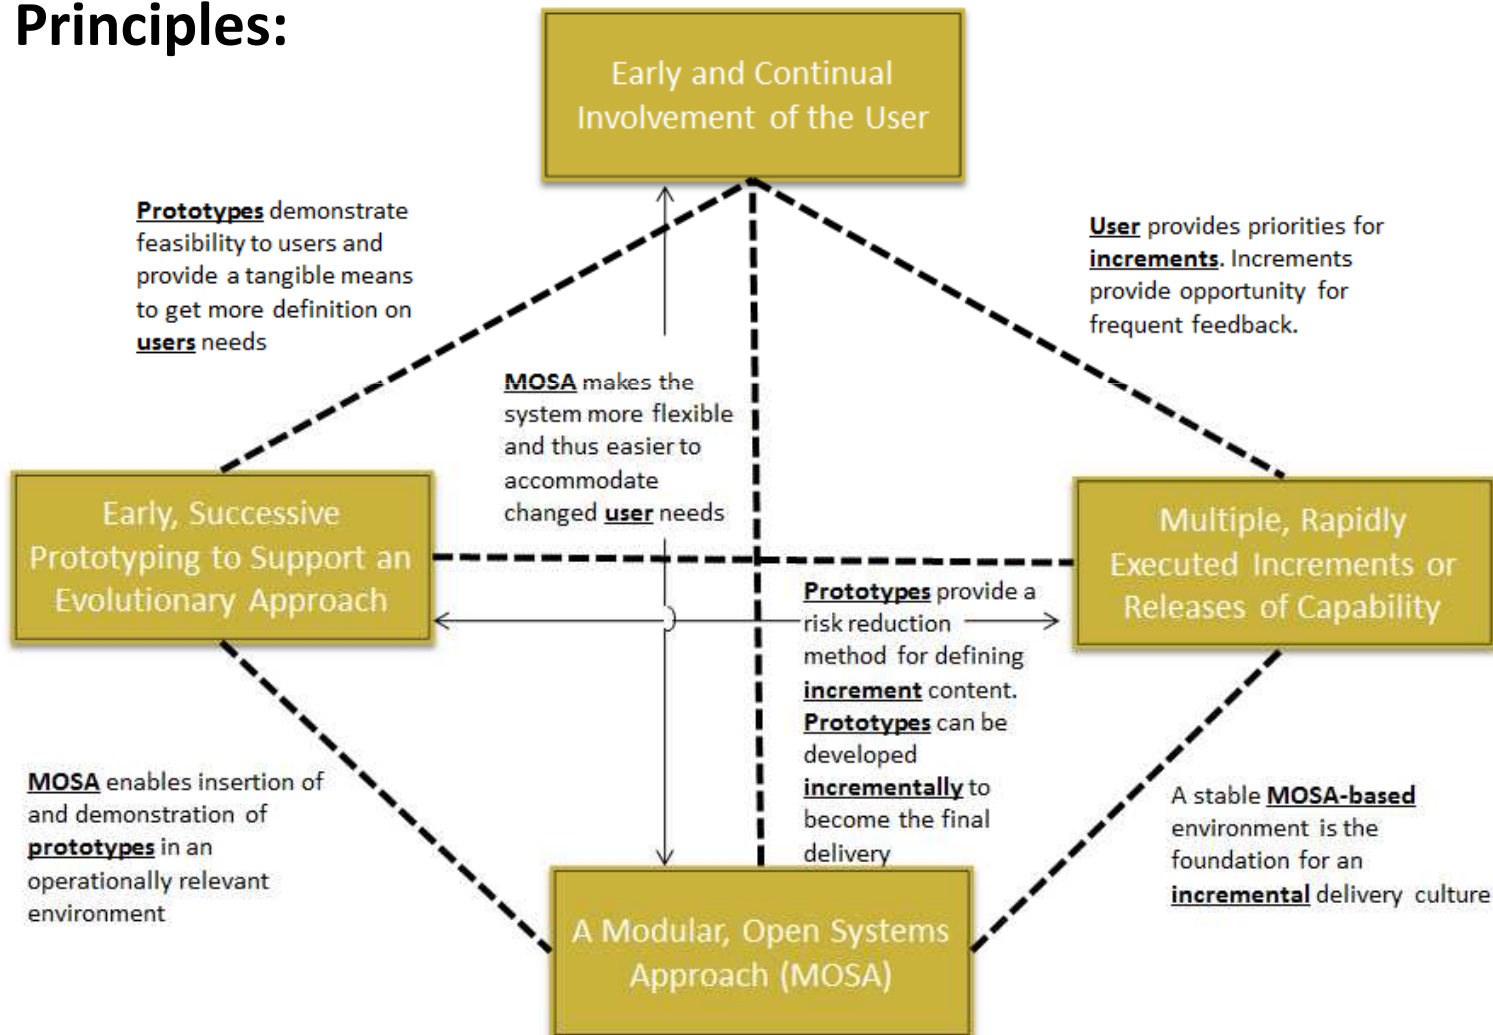 Principles:
Early and Continual
Involvement of the User
Prototypes demonstrate
feasibility to users and
provide a tangible means
to get more definition on
users needs
User provides priorities for
increments. Increments
provide opportunity for
frequent feedback.
MOSA makes the
system more flexible
and thus easier to
accommodate
changed user needs
Early, Successive
Prototyping to Support an
Evolutionary Approach
Multiple, Rapidly
Executed Increments or
Releases of Capability
Prototypes provide a
risk reduction
method for defining
increment content.
Prototypes can be
developed
incrementally to
become the final
delivery
MOSA enables insertion of
and demonstration of
prototypes in an
operationally relevant
environment
A stable MOSA-based
environment is the
foundation for an
incremental delivery culture
A Modular, Open Systems
Approach (MOSA)